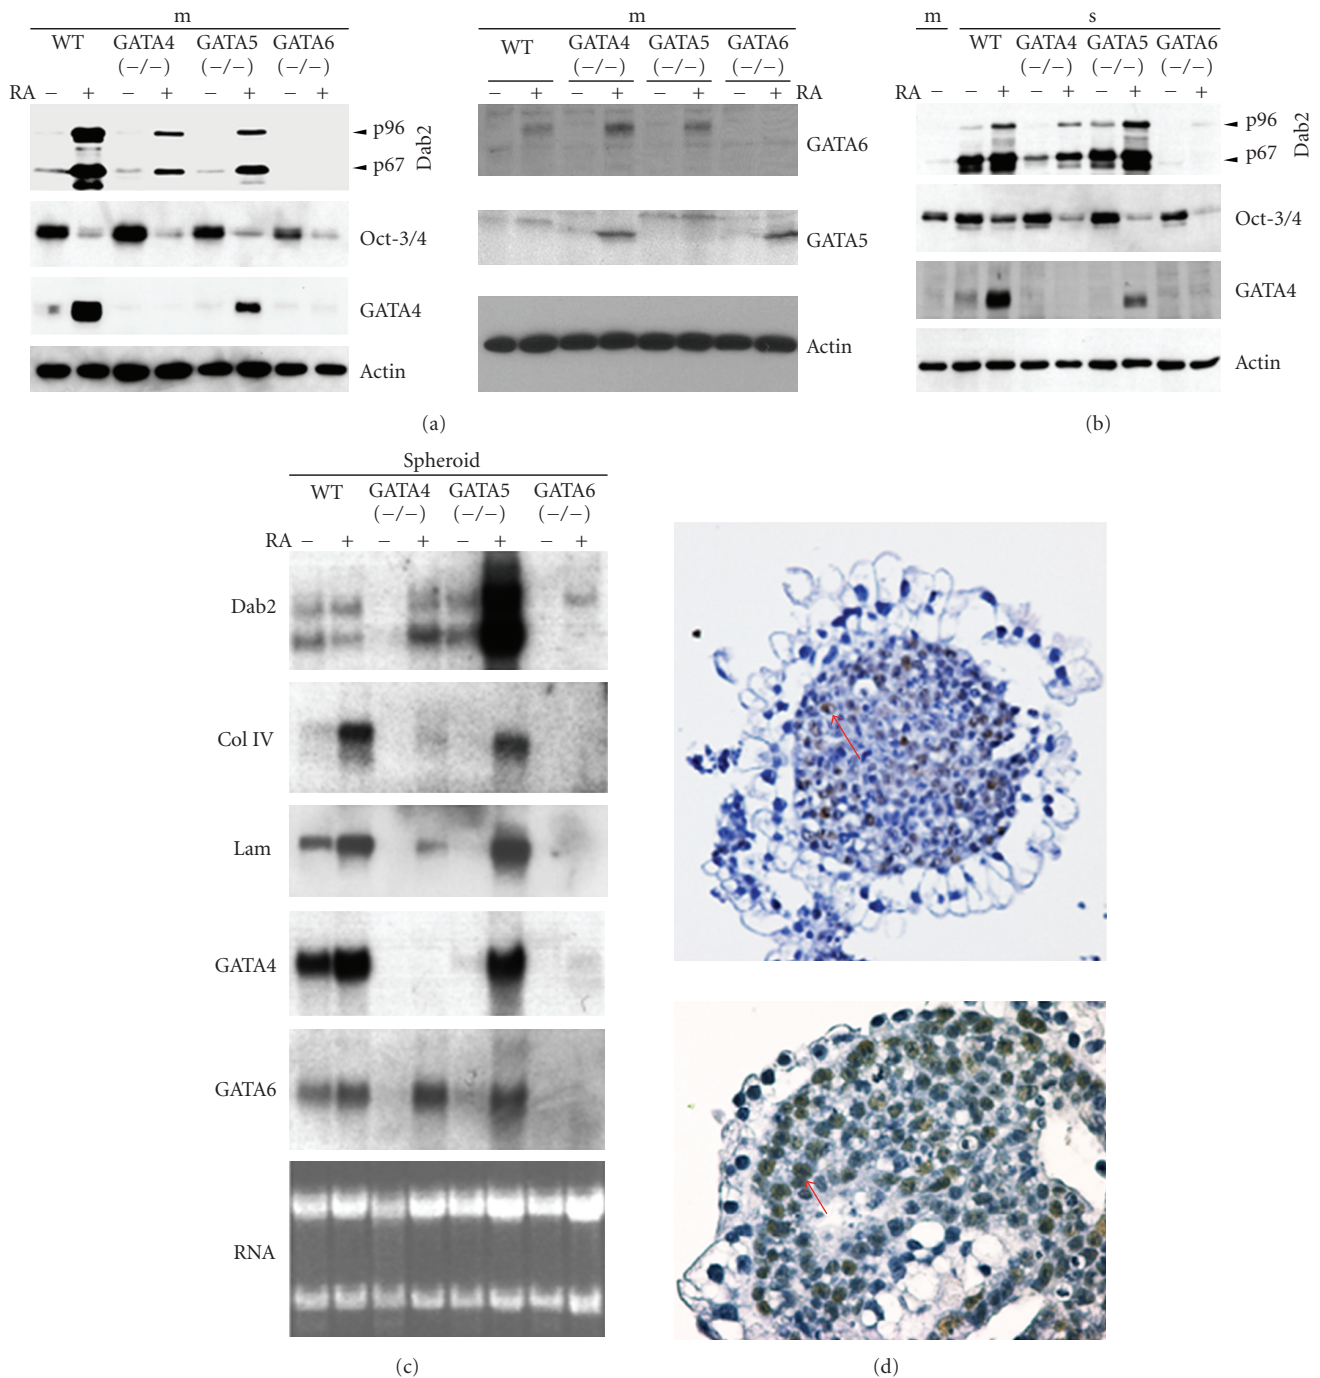 m
WT GATA4 GATA5 GATA6
(−/−) (−/−) (−/−)
RA − + − + − + − +
p96
p67
Dab2
Oct-3/4
GATA4
Actin
m
WT GATA4 GATA5 GATA6
(−/−) (−/−) (−/−)
− + − + − + − + RA
GATA6
GATA5
Actin
(a)
m s
WT GATA4 GATA5 GATA6
(−/−) (−/−) (−/−)
RA − − + − + − + − +
p96
p67
Dab2
Oct-3/4
GATA4
Actin
(b)
Spheroid
WT GATA4 GATA5 GATA6
(−/−) (−/−) (−/−)
RA − + − + − + − +
Dab2
Col IV
Lam
GATA4
GATA6
RNA
(c)
(d)